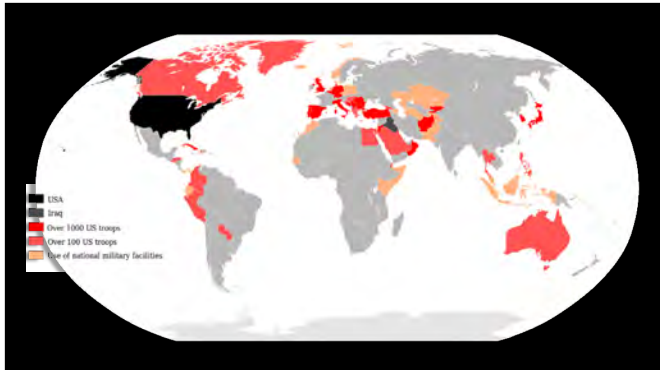 USA
Iraq
Over 1000 US troops
Over 100 US troops
Use of national military facilities